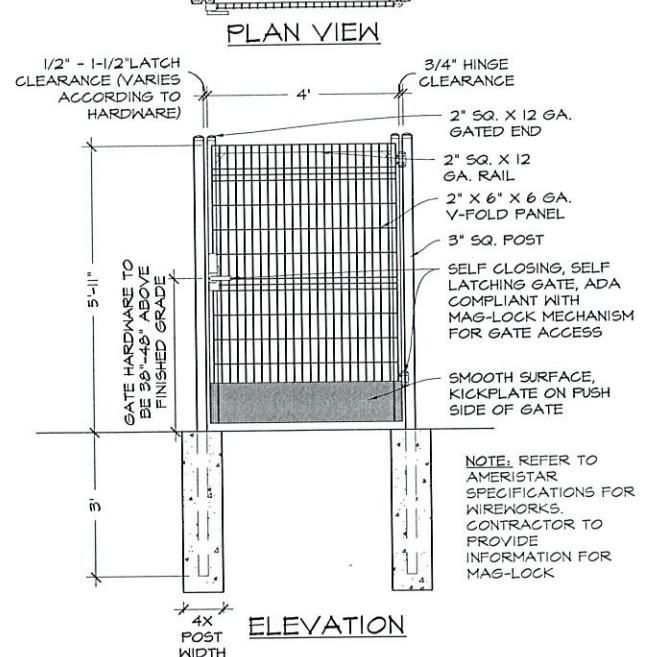 PLAN VIEW
1/2" - 1-1/2"LATCH
CLEARANCE (VARIES
ACCORDING TO
HARDWARE)
4'
3/4" HINGE
CLEARANCE
2" SQ. X 12 GA.
GATED END
2" SQ. X 12
GA. RAIL
2" X 6" X 6 GA.
V-FOLD PANEL
3" SQ. POST
SELF CLOSING, SELF
LATCHING GATE, ADA
COMPLIANT WITH
MAG-LOCK MECHANISM
FOR GATE ACCESS
SMOOTH SURFACE,
KICKPLATE ON PUSH
SIDE OF GATE
5'-11"
GATE HARDWARE TO
BE 38"-48" ABOVE
FINISHED GRADE
3'
NOTE: REFER TO
AMERISTAR
SPECIFICATIONS FOR
WIREWORKS.
CONTRACTOR TO
PROVIDE
INFORMATION FOR
MAG-LOCK
4X
POST
WIDTH
ELEVATION